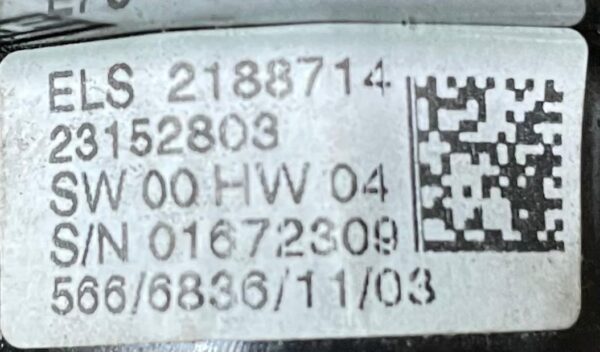 ELS 2188714
23152803
SW 00 HW 04
S/N 01672309
566/6836/11/03